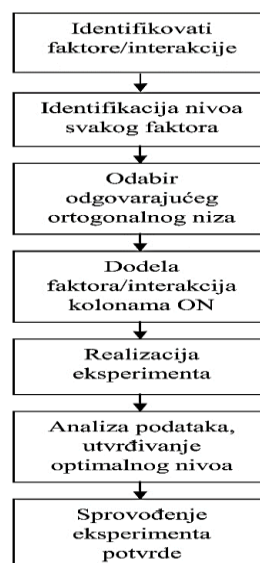 Identifikovati
faktore/interakcije
Identifikacija nivoa
svakog faktora
Odabir
odgovarajućeg
ortogonalnog niza
Dodela
faktora/interakcija
kolonama ON
Realizacija
eksperimenta
Analiza podataka,
utvrđivanje
optimalnog nivoa
Sprovođenje
eksperimenta
potvrde